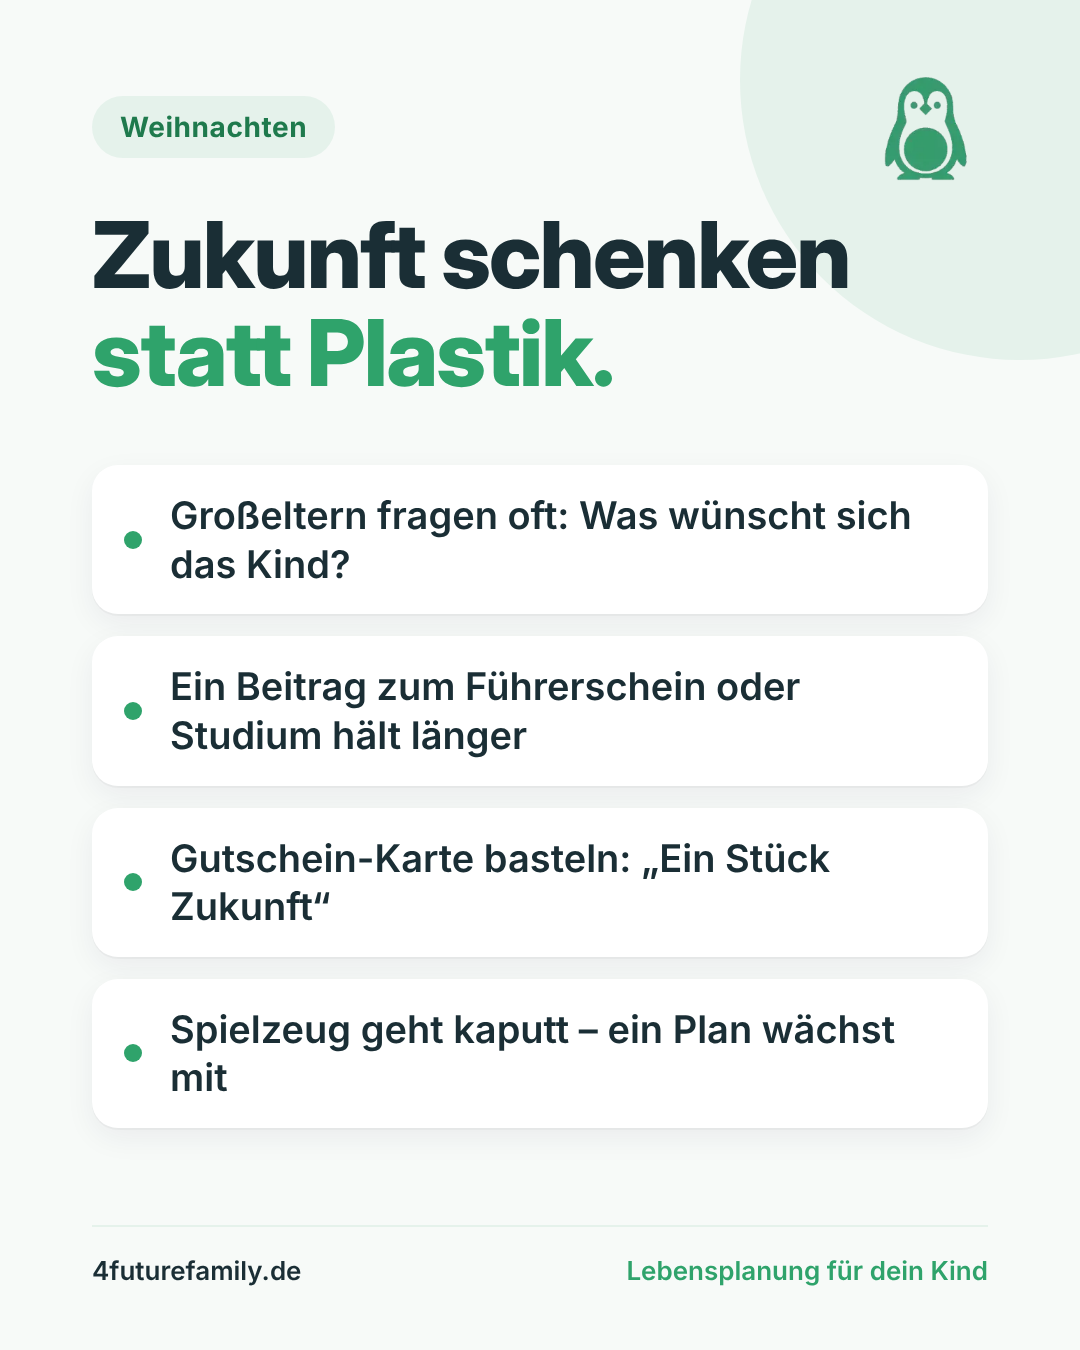 Weihnachten
Zukunft schenken
statt Plastik.
Großeltern fragen oft: Was wünscht sich
das Kind?
Ein Beitrag zum Führerschein oder
Studium hält länger
Gutschein-Karte basteln: „Ein Stück
Zukunft“
Spielzeug geht kaputt – ein Plan wächst
mit
4futurefamily.de
Lebensplanung für dein Kind